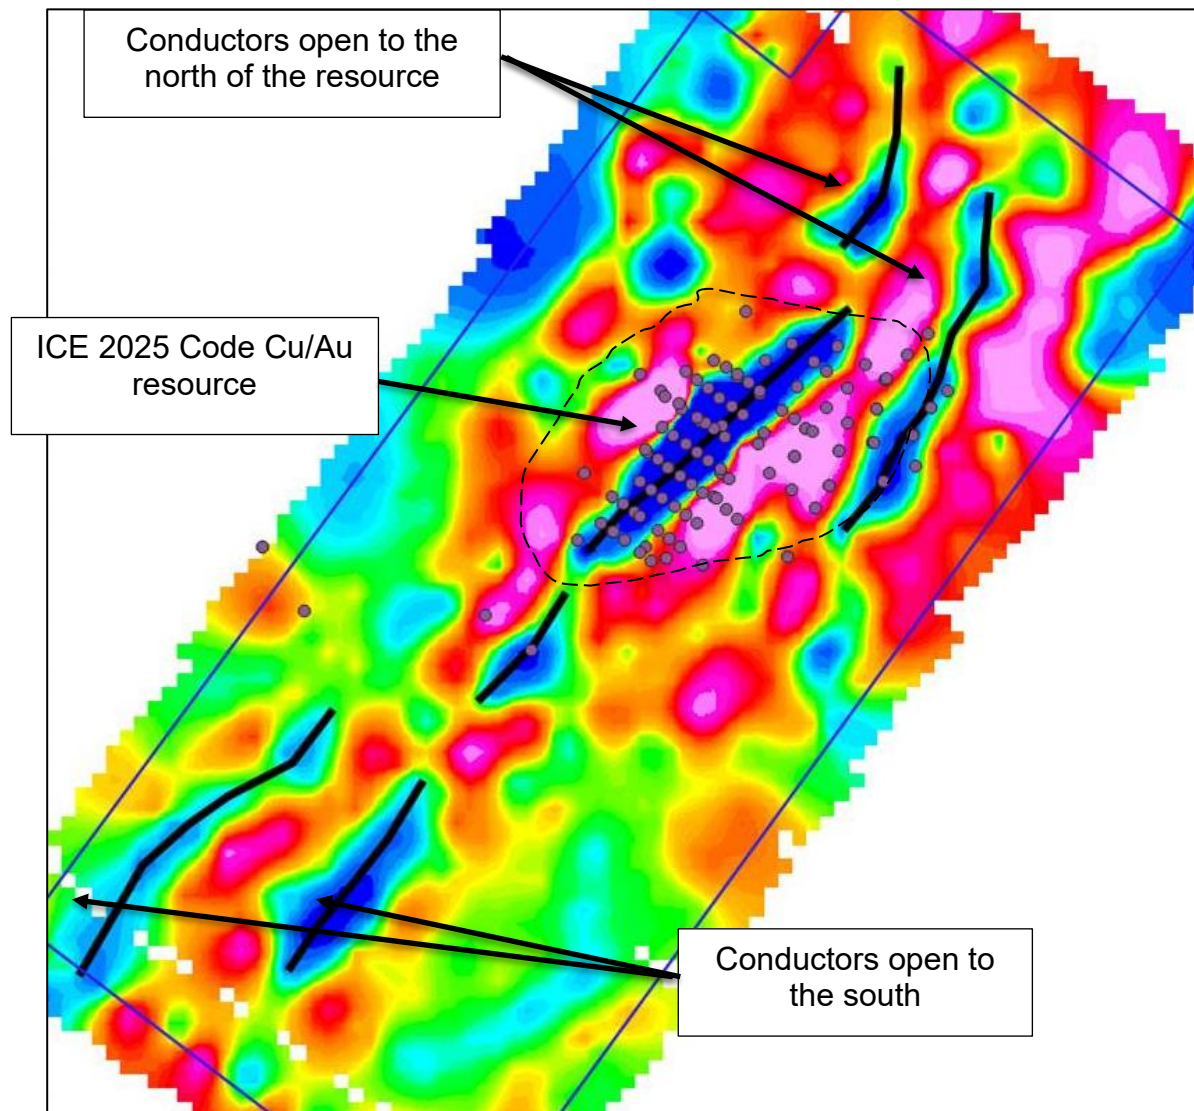 Conductors open to the
north of the resource
ICE 2025 Code Cu/Au
resource
Conductors open to
the south